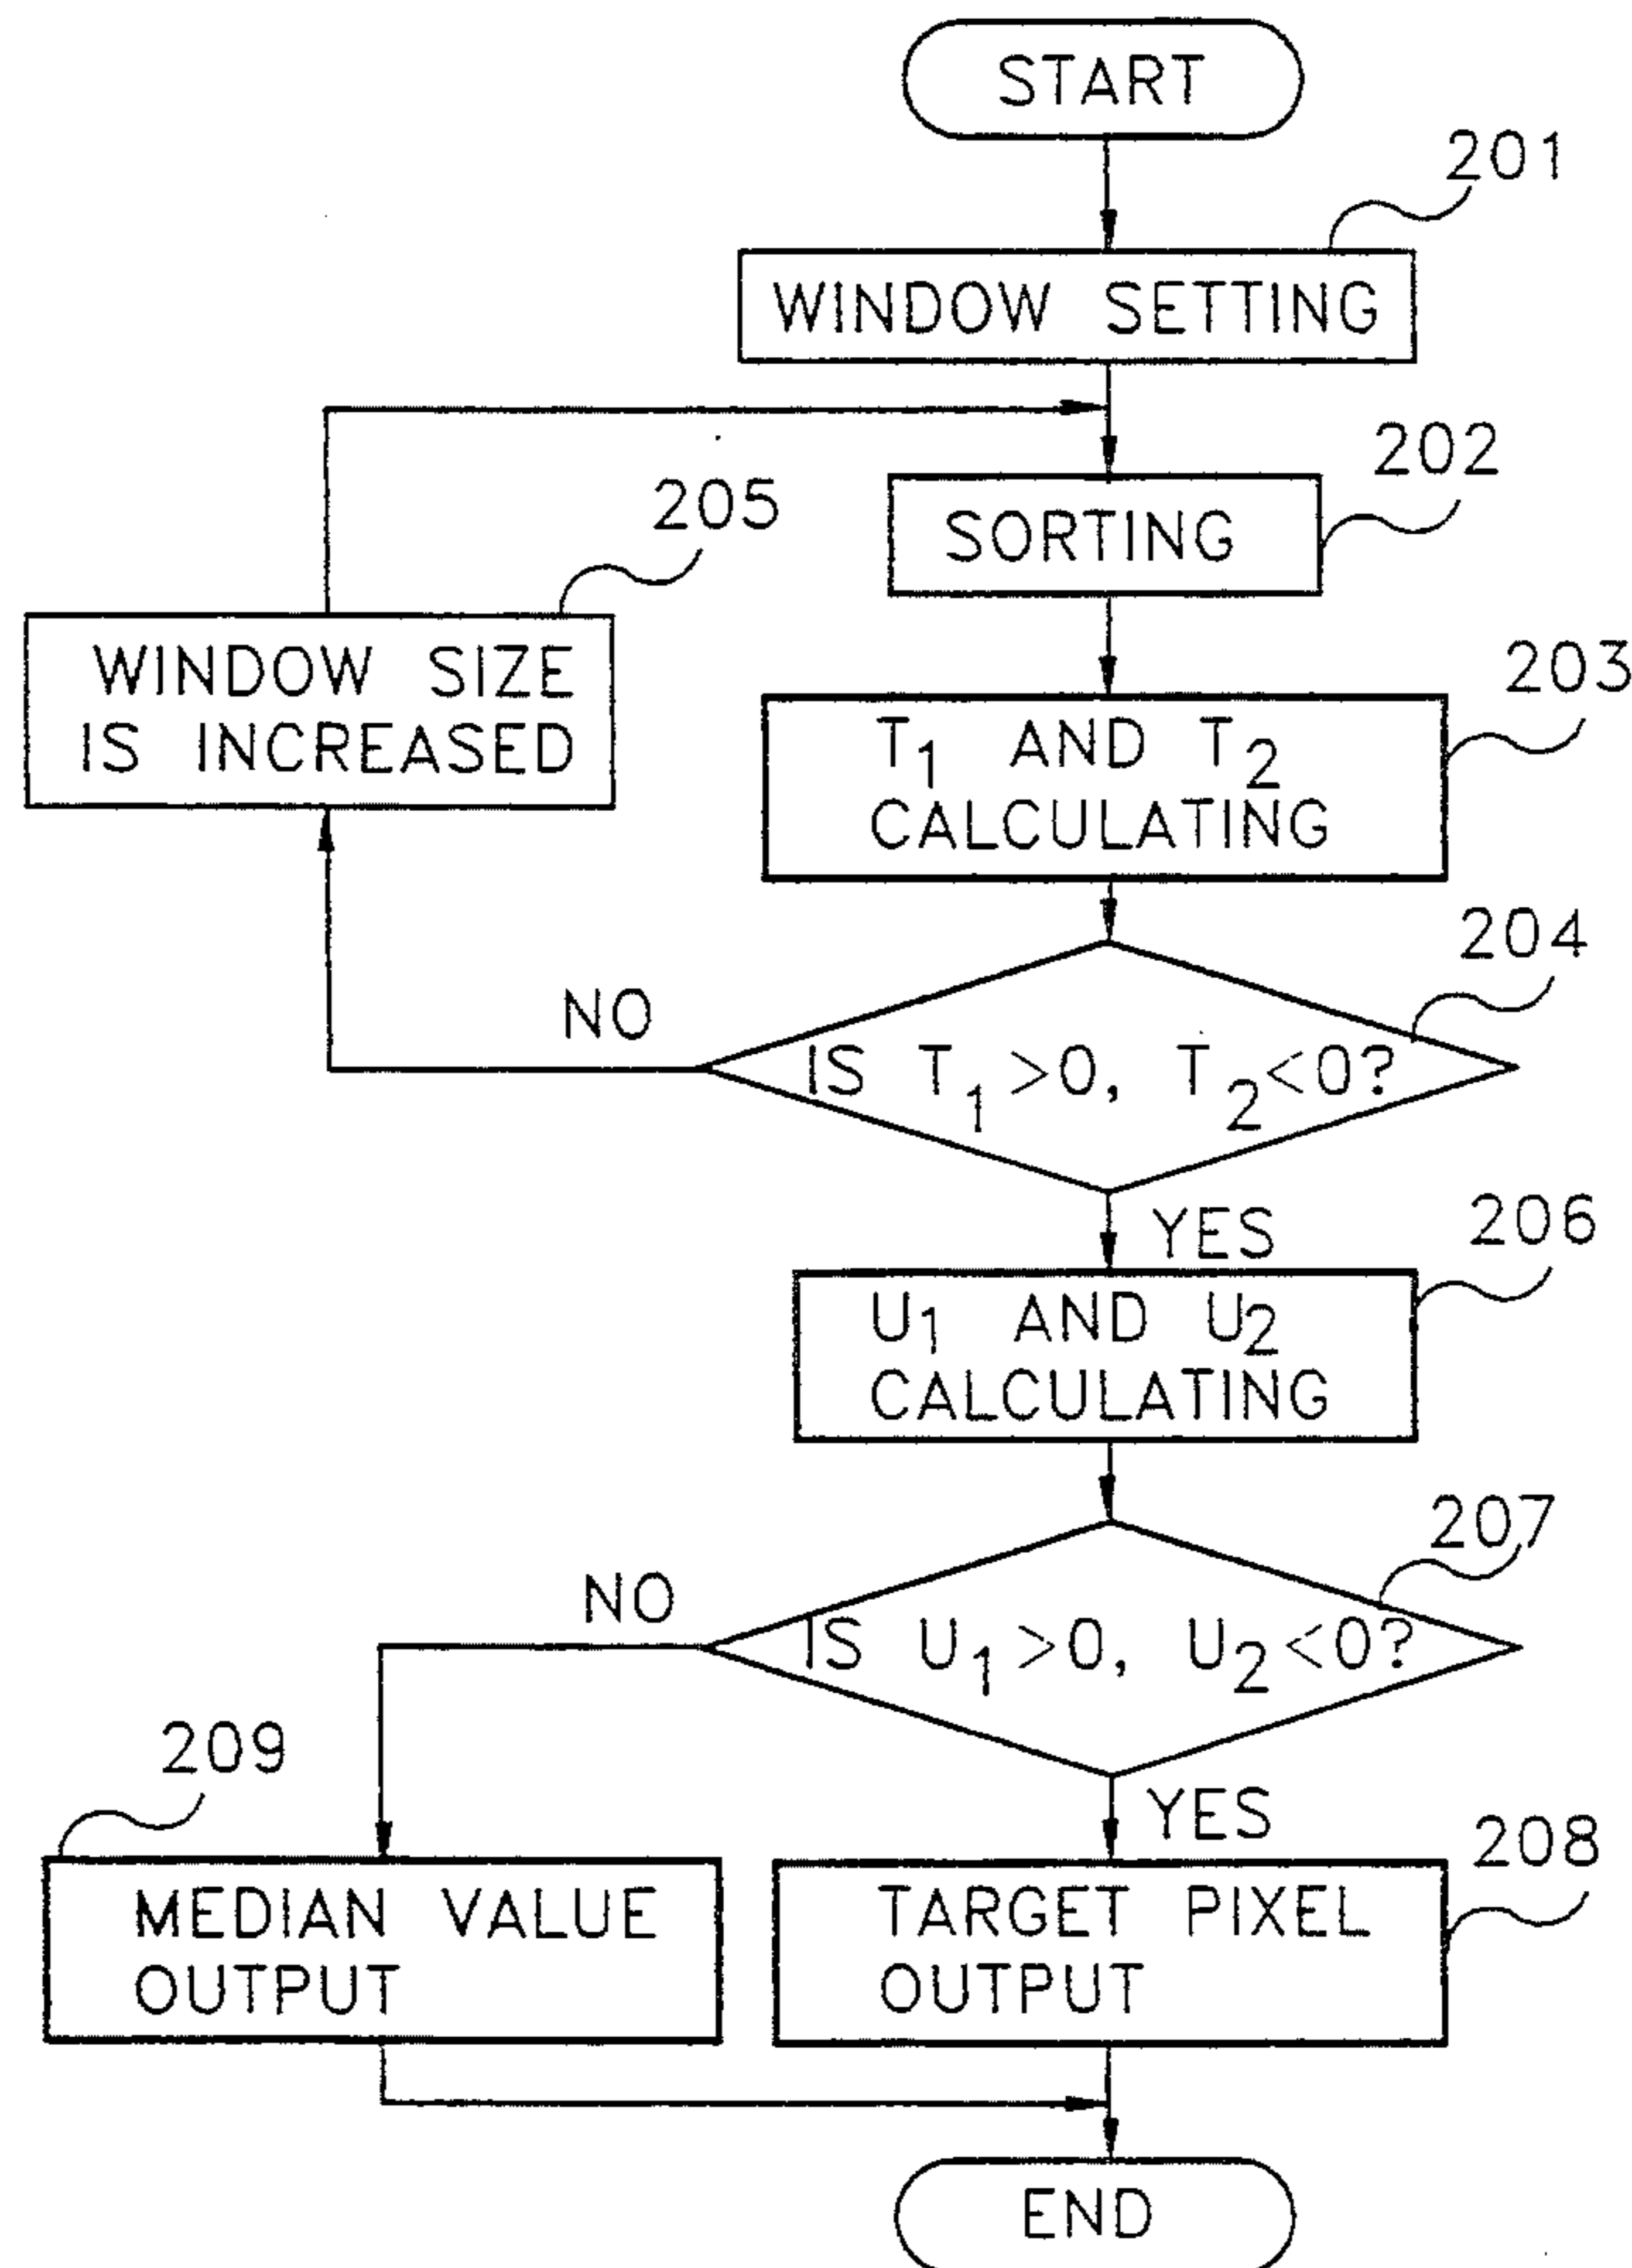 START
201
WINDOW SETTING
202
SORTING
205
WINDOW SIZE
IS INCREASED
203
T1 AND T2
CALCULATING
204
NO
IS T1>0, T2<0?
YES
206
U1 AND U2
CALCULATING
207
NO
IS U1>0, U2<0?
YES
209
MEDIAN VALUE
OUTPUT
208
TARGET PIXEL
OUTPUT
END